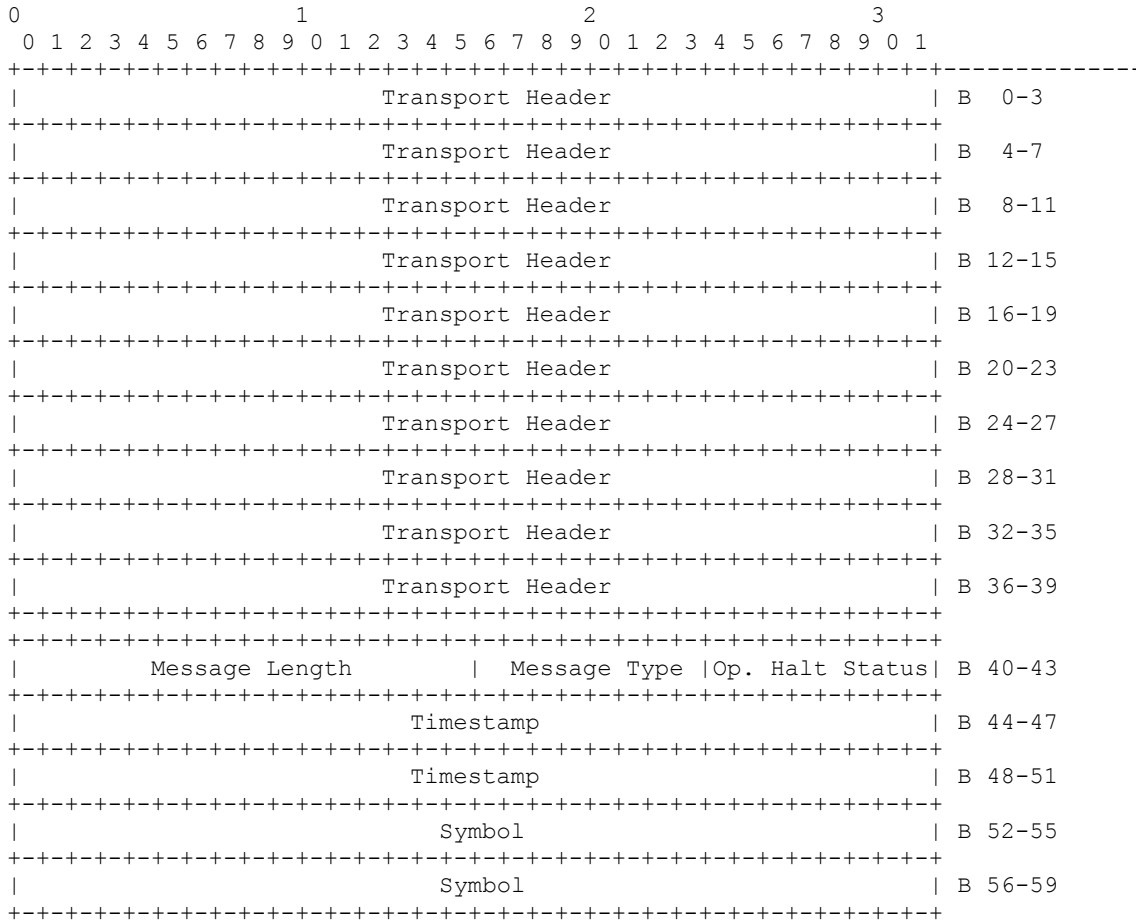 0                   1                   2                   3
 0 1 2 3 4 5 6 7 8 9 0 1 2 3 4 5 6 7 8 9 0 1 2 3 4 5 6 7 8 9 0 1
+-+-+-+-+-+-+-+-+-+-+-+-+-+-+-+-+-+-+-+-+-+-+-+-+-+-+-+-+-+-+-+-+--------------
|                         Transport Header                      | B  0-3
+-+-+-+-+-+-+-+-+-+-+-+-+-+-+-+-+-+-+-+-+-+-+-+-+-+-+-+-+-+-+-+-+
|                         Transport Header                      | B  4-7
+-+-+-+-+-+-+-+-+-+-+-+-+-+-+-+-+-+-+-+-+-+-+-+-+-+-+-+-+-+-+-+-+
|                         Transport Header                      | B  8-11
+-+-+-+-+-+-+-+-+-+-+-+-+-+-+-+-+-+-+-+-+-+-+-+-+-+-+-+-+-+-+-+-+
|                         Transport Header                      | B 12-15
+-+-+-+-+-+-+-+-+-+-+-+-+-+-+-+-+-+-+-+-+-+-+-+-+-+-+-+-+-+-+-+-+
|                         Transport Header                      | B 16-19
+-+-+-+-+-+-+-+-+-+-+-+-+-+-+-+-+-+-+-+-+-+-+-+-+-+-+-+-+-+-+-+-+
|                         Transport Header                      | B 20-23
+-+-+-+-+-+-+-+-+-+-+-+-+-+-+-+-+-+-+-+-+-+-+-+-+-+-+-+-+-+-+-+-+
|                         Transport Header                      | B 24-27
+-+-+-+-+-+-+-+-+-+-+-+-+-+-+-+-+-+-+-+-+-+-+-+-+-+-+-+-+-+-+-+-+
|                         Transport Header                      | B 28-31
+-+-+-+-+-+-+-+-+-+-+-+-+-+-+-+-+-+-+-+-+-+-+-+-+-+-+-+-+-+-+-+-+
|                         Transport Header                      | B 32-35
+-+-+-+-+-+-+-+-+-+-+-+-+-+-+-+-+-+-+-+-+-+-+-+-+-+-+-+-+-+-+-+-+
|                         Transport Header                      | B 36-39
+-+-+-+-+-+-+-+-+-+-+-+-+-+-+-+-+-+-+-+-+-+-+-+-+-+-+-+-+-+-+-+-+
+-+-+-+-+-+-+-+-+-+-+-+-+-+-+-+-+-+-+-+-+-+-+-+-+-+-+-+-+-+-+-+-+
|         Message Length        |  Message Type |Op. Halt Status| B 40-43
+-+-+-+-+-+-+-+-+-+-+-+-+-+-+-+-+-+-+-+-+-+-+-+-+-+-+-+-+-+-+-+-+
|                           Timestamp                           | B 44-47
+-+-+-+-+-+-+-+-+-+-+-+-+-+-+-+-+-+-+-+-+-+-+-+-+-+-+-+-+-+-+-+-+
|                           Timestamp                           | B 48-51
+-+-+-+-+-+-+-+-+-+-+-+-+-+-+-+-+-+-+-+-+-+-+-+-+-+-+-+-+-+-+-+-+
|                             Symbol                            | B 52-55
+-+-+-+-+-+-+-+-+-+-+-+-+-+-+-+-+-+-+-+-+-+-+-+-+-+-+-+-+-+-+-+-+
|                             Symbol                            | B 56-59
+-+-+-+-+-+-+-+-+-+-+-+-+-+-+-+-+-+-+-+-+-+-+-+-+-+-+-+-+-+-+-+-+